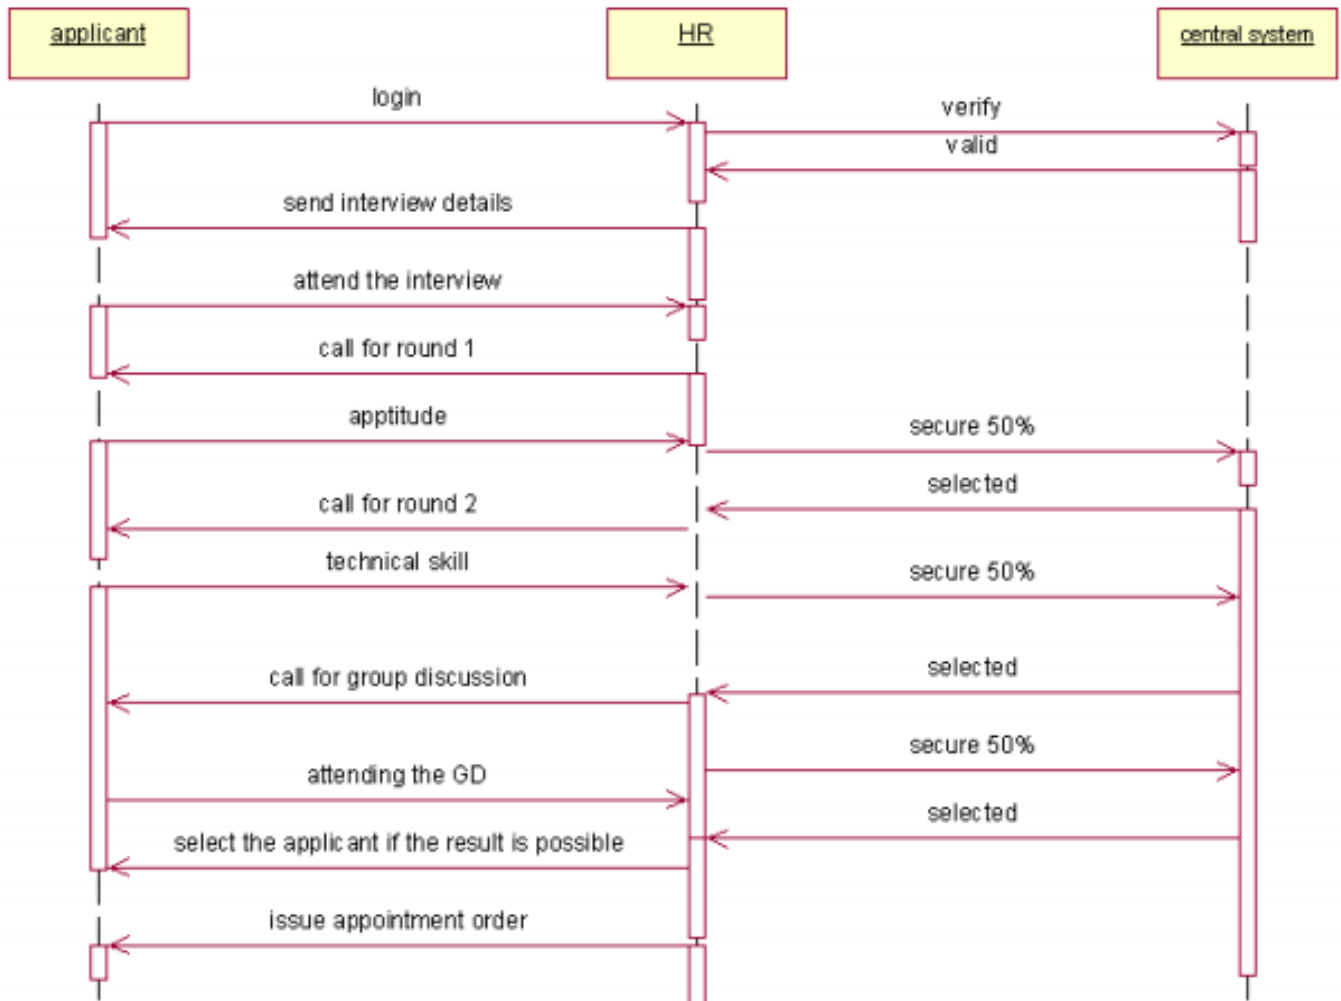 applicant
HR
central system
login
verify
valid
send interview details
attend the interview
call for round 1
apptitude
secure 50%
selected
call for round 2
technical skill
secure 50%
selected
call for group discussion
secure 50%
attending the GD
selected
select the applicant if the result is possible
issue appointment order